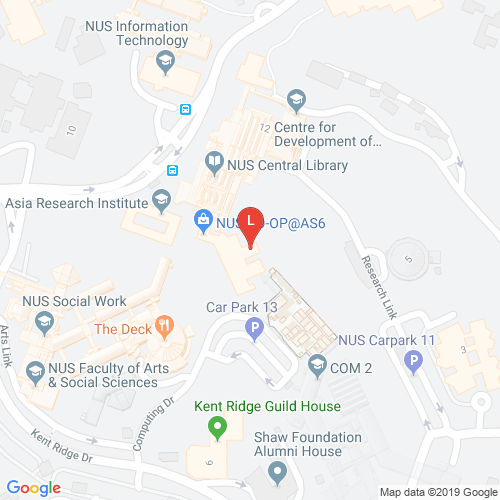 NUS Information
Technology
10
12
Centre for
Development of...
NUS Central Library
Asia Research Institute
NUS
L
-OP@AS6
Research Link
5
NUS Social Work
Car Park 13
The Deck
P
NUS Carpark 11
P
3
Arts Link
NUS Faculty of Arts
& Social Sciences
COM 2
Computing Dr
Kent Ridge Guild House
Kent Ridge Dr
6
Shaw Foundation
Alumni House
Google
Map data ©2019 Google